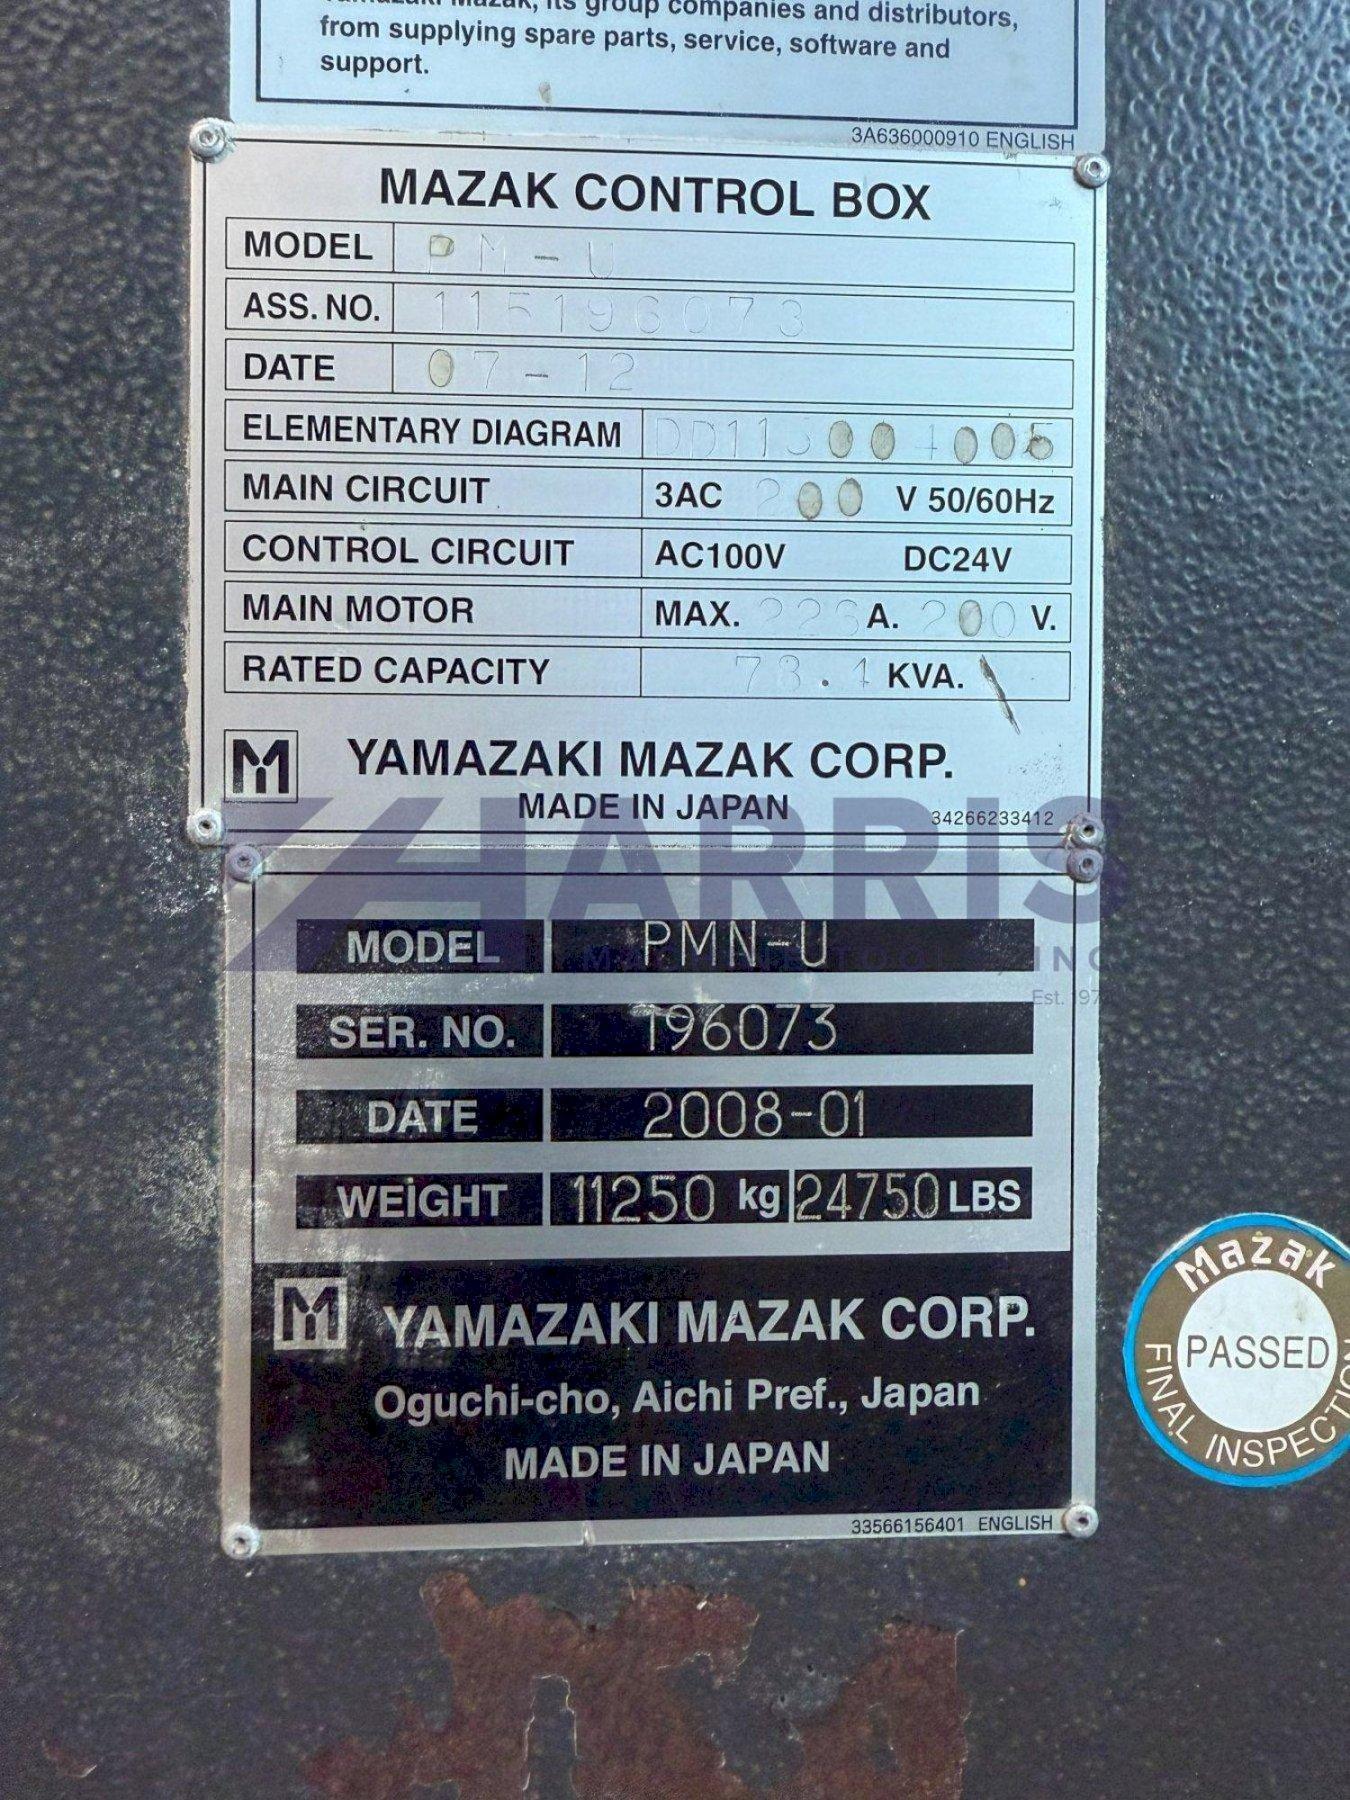 Yamazaki Mazak, its group companies and distributors,
from supplying spare parts, service, software and
support.
3A636000910 ENGLISH
MAZAK CONTROL BOX
MODEL PM-U
ASS. NO. 115196073
DATE 07-12
ELEMENTARY DIAGRAM
MAIN CIRCUIT 3AC 200 V 50/60Hz
CONTROL CIRCUIT AC100V DC24V
MAIN MOTOR MAX. A. 200 V.
RATED CAPACITY KVA.
YAMAZAKI MAZAK CORP.
MADE IN JAPAN
34266233412
HARRIS
MODEL PMN-U
INC
Est. 197
SER. NO. 196073
DATE 2008-01
WEIGHT 11250 kg 24750 LBS
YAMAZAKI MAZAK CORP.
Oguchi-cho, Aichi Pref., Japan
MADE IN JAPAN
33566156401 ENGLISH
Mazak
PASSED
FINAL INSPECTION